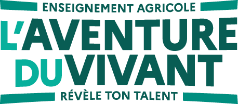 ENSEIGNEMENT AGRICOLE
L'AVENTURE
DU VIVANT
RÉVÈLE TON TALENT